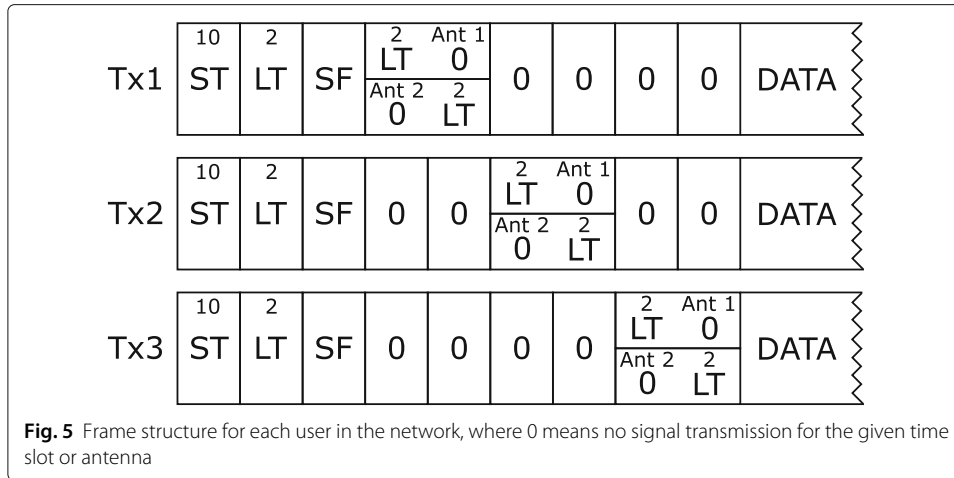 10 2 2 Ant 1
Tx1 ST LT SF LT 0 0 0 0 0 DATA
Ant 2 2
0 LT
10 2 2 Ant 1
Tx2 ST LT SF 0 0 LT 0 0 0 DATA
Ant 2 2
0 LT
10 2 2 Ant 1
Tx3 ST LT SF 0 0 0 0 LT 0 DATA
Ant 2 2
0 LT
Fig. 5 Frame structure for each user in the network, where 0 means no signal transmission for the given time
slot or antenna